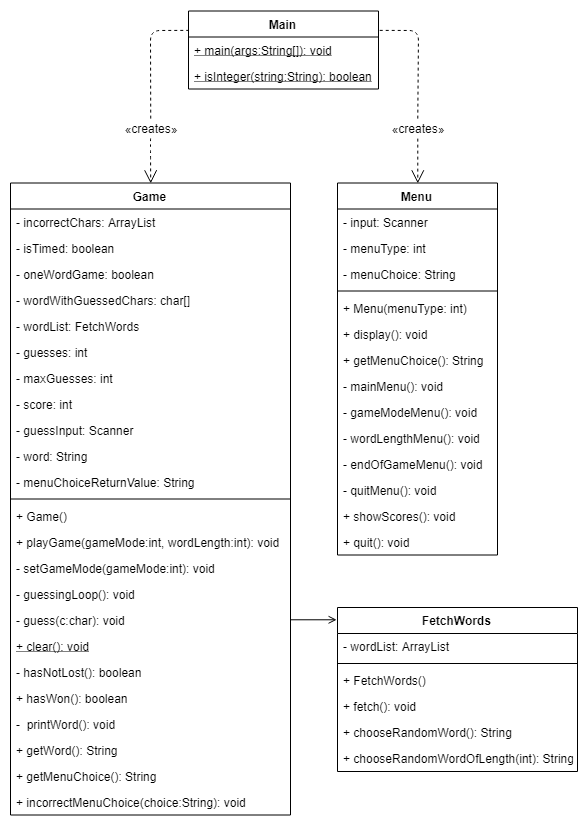 Main
+ main(args:String[]): void
+ isInteger(string:String): boolean
«creates»
«creates»
Game
- incorrectChars: ArrayList
- isTimed: boolean
- oneWordGame: boolean
- wordWithGuessedChars: char[]
- wordList: FetchWords
- guesses: int
- maxGuesses: int
- score: int
- guessInput: Scanner
- word: String
- menuChoiceReturnValue: String
+ Game()
+ playGame(gameMode:int, wordLength:int): void
- setGameMode(gameMode:int): void
- guessingLoop(): void
- guess(c:char): void
+ clear(): void
- hasNotLost(): boolean
+ hasWon(): boolean
- printWord(): void
+ getWord(): String
+ getMenuChoice(): String
+ incorrectMenuChoice(choice:String): void
Menu
- input: Scanner
- menuType: int
- menuChoice: String
+ Menu(menuType: int)
+ display(): void
+ getMenuChoice(): String
- mainMenu(): void
- gameModeMenu(): void
- wordLengthMenu(): void
- endOfGameMenu(): void
- quitMenu(): void
+ showScores(): void
+ quit(): void
FetchWords
- wordList: ArrayList
+ FetchWords()
+ fetch(): void
+ chooseRandomWord(): String
+ chooseRandomWordOfLength(int): String